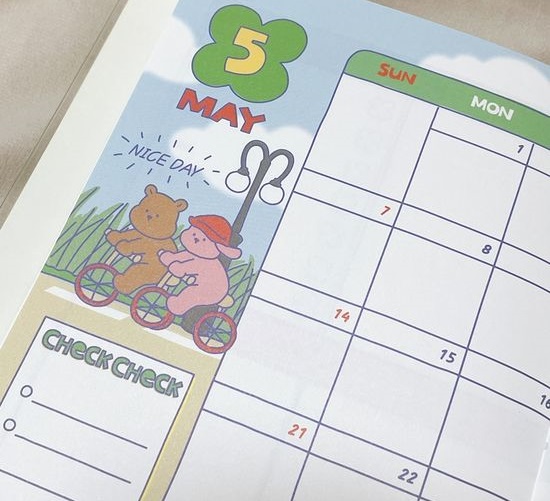 5
MAY
NICE DAY
SUN MON
1
7 8
14 15 16
21 22
CHECK CHECK